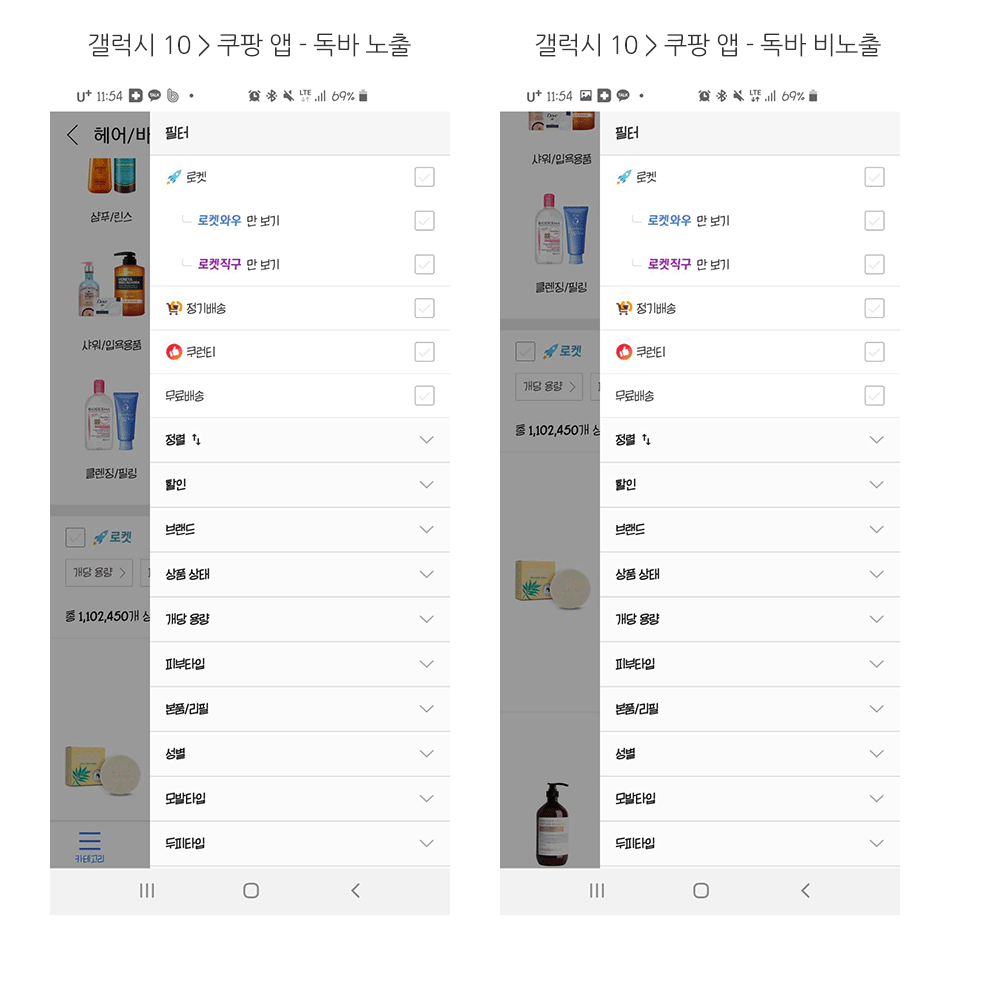 갤럭시 10 > 쿠팡 앱 - 독바 노출
U+ 11:54 TALK LTE 69%
헤어/바
샴푸/린스
샤워/입욕용품
클렌징/필링
로켓
개당 용량 >
총 1,102,450개 상
카테고리
필터
로켓
로켓와우 만 보기
로켓직구 만 보기
정기배송
쿠런티
무료배송
정렬 ↑↓
할인
브랜드
상품 상태
개당 용량
피부타입
본품/리필
성별
모발타입
두피타입
갤럭시 10 > 쿠팡 앱 - 독바 비노출
U+ 11:54 TALK LTE 69%
샤워/입욕용품
클렌징/필링
로켓
개당 용량 >
총 1,102,450개 상
필터
로켓
로켓와우 만 보기
로켓직구 만 보기
정기배송
쿠런티
무료배송
정렬 ↑↓
할인
브랜드
상품 상태
개당 용량
피부타입
본품/리필
성별
모발타입
두피타입